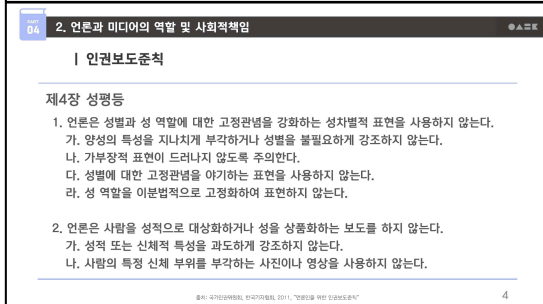 PART
04
2. 언론과 미디어의 역할 및 사회적책임
인권보도준칙
제4장 성평등
1. 언론은 성별과 성 역할에 대한 고정관념을 강화하는 성차별적 표현을 사용하지 않는다.
가. 양성의 특성을 지나치게 부각하거나 성별을 불필요하게 강조하지 않는다.
나. 가부장적 표현이 드러나지 않도록 주의한다.
다. 성별에 대한 고정관념을 야기하는 표현을 사용하지 않는다.
라. 성 역할을 이분법적으로 고정화하여 표현하지 않는다.
2. 언론은 사람을 성적으로 대상화하거나 성을 상품화하는 보도를 하지 않는다.
가. 성적 또는 신체적 특성을 과도하게 강조하지 않는다.
나. 사람의 특정 신체 부위를 부각하는 사진이나 영상을 사용하지 않는다.
출처: 국가인권위원회, 한국기자협회, 2011, "언론인을 위한 인권보도준칙"
4